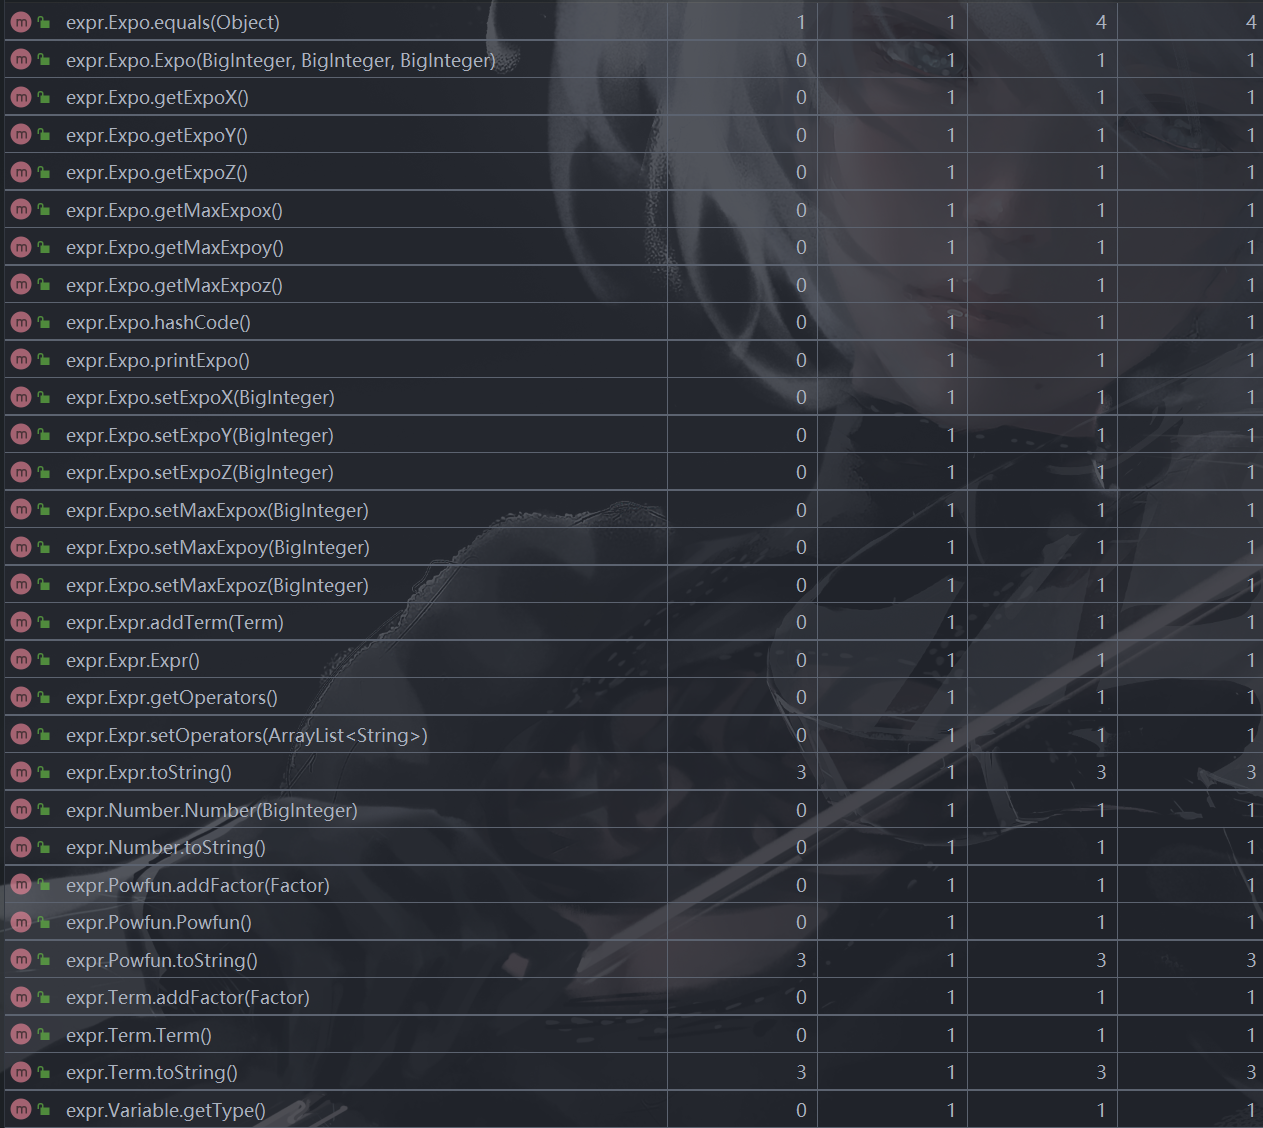 m expr.Expo.equals(Object) 1 1 4 4
m expr.Expo.Expo(BigInteger, BigInteger, BigInteger) 0 1 1 1
m expr.Expo.getExpoX() 0 1 1 1
m expr.Expo.getExpoY() 0 1 1 1
m expr.Expo.getExpoZ() 0 1 1 1
m expr.Expo.getMaxExpox() 0 1 1 1
m expr.Expo.getMaxExpoy() 0 1 1 1
m expr.Expo.getMaxExpoz() 0 1 1 1
m expr.Expo.hashCode() 0 1 1 1
m expr.Expo.printExpo() 0 1 1 1
m expr.Expo.setExpoX(BigInteger) 0 1 1 1
m expr.Expo.setExpoY(BigInteger) 0 1 1 1
m expr.Expo.setExpoZ(BigInteger) 0 1 1 1
m expr.Expo.setMaxExpox(BigInteger) 0 1 1 1
m expr.Expo.setMaxExpoy(BigInteger) 0 1 1 1
m expr.Expo.setMaxExpoz(BigInteger) 0 1 1 1
m expr.Expr.addTerm(Term) 0 1 1 1
m expr.Expr.Expr() 0 1 1 1
m expr.Expr.getOperators() 0 1 1 1
m expr.Expr.setOperators(ArrayList<String>) 0 1 1 1
m expr.Expr.toString() 3 1 3 3
m expr.Number.Number(BigInteger) 0 1 1 1
m expr.Number.toString() 0 1 1 1
m expr.Powfun.addFactor(Factor) 0 1 1 1
m expr.Powfun.Powfun() 0 1 1 1
m expr.Powfun.toString() 3 1 3 3
m expr.Term.addFactor(Factor) 0 1 1 1
m expr.Term.Term() 0 1 1 1
m expr.Term.toString() 3 1 3 3
m expr.Variable.getType() 0 1 1 1